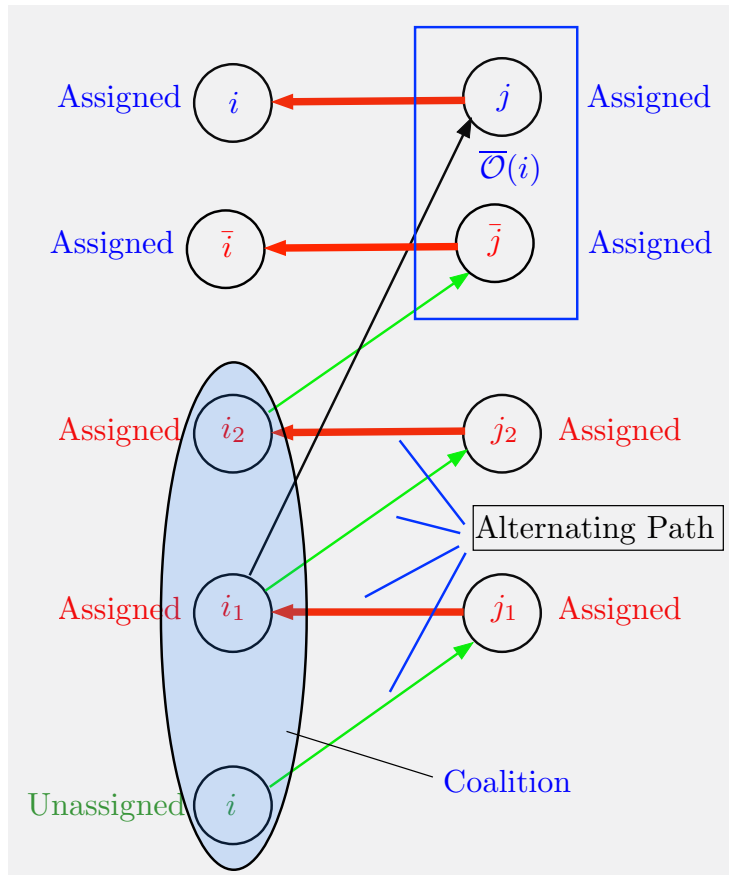 Assigned i j Assigned
𝒪̅(i)
Assigned i̅ j̅ Assigned
Assigned i₂ j₂ Assigned
Alternating Path
Assigned i₁ j₁ Assigned
Coalition
Unassigned i